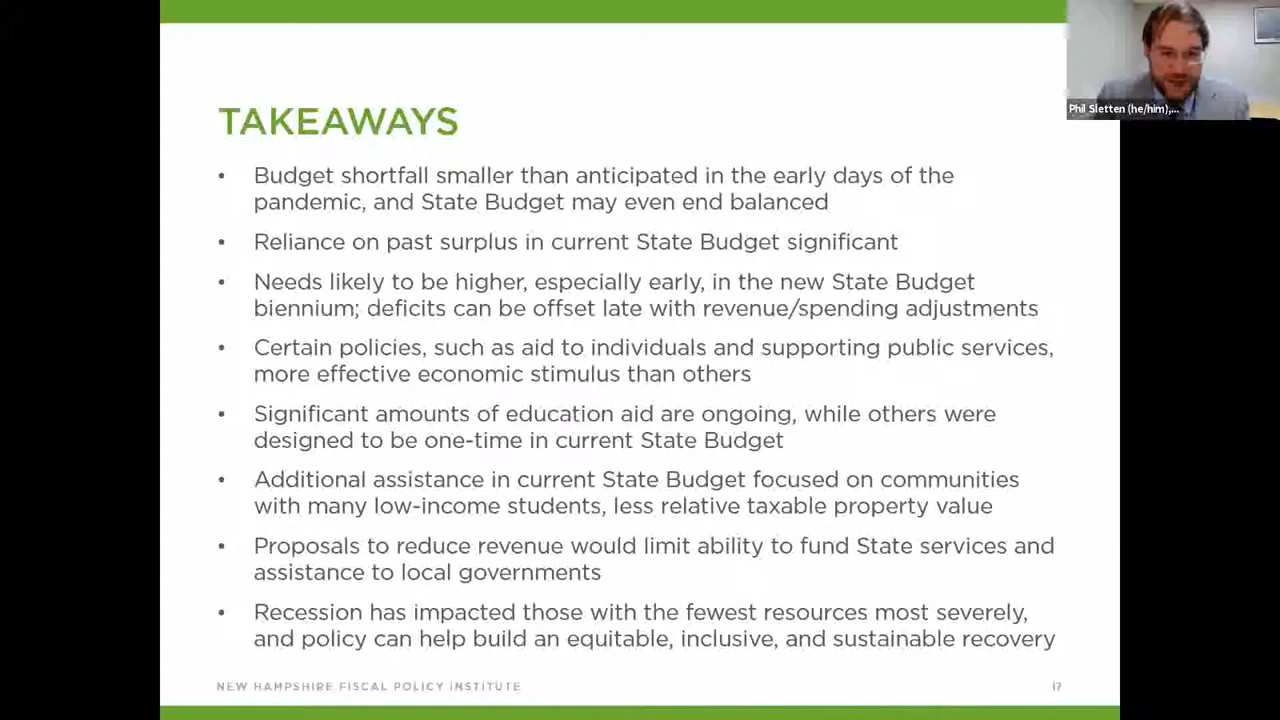 Phil Sletten (he/him),...
TAKEAWAYS
• Budget shortfall smaller than anticipated in the early days of the
pandemic, and State Budget may even end balanced
• Reliance on past surplus in current State Budget significant
• Needs likely to be higher, especially early, in the new State Budget
biennium; deficits can be offset late with revenue/spending adjustments
• Certain policies, such as aid to individuals and supporting public services,
more effective economic stimulus than others
• Significant amounts of education aid are ongoing, while others were
designed to be one-time in current State Budget
• Additional assistance in current State Budget focused on communities
with many low-income students, less relative taxable property value
• Proposals to reduce revenue would limit ability to fund State services and
assistance to local governments
• Recession has impacted those with the fewest resources most severely,
and policy can help build an equitable, inclusive, and sustainable recovery
NEW HAMPSHIRE FISCAL POLICY INSTITUTE
17